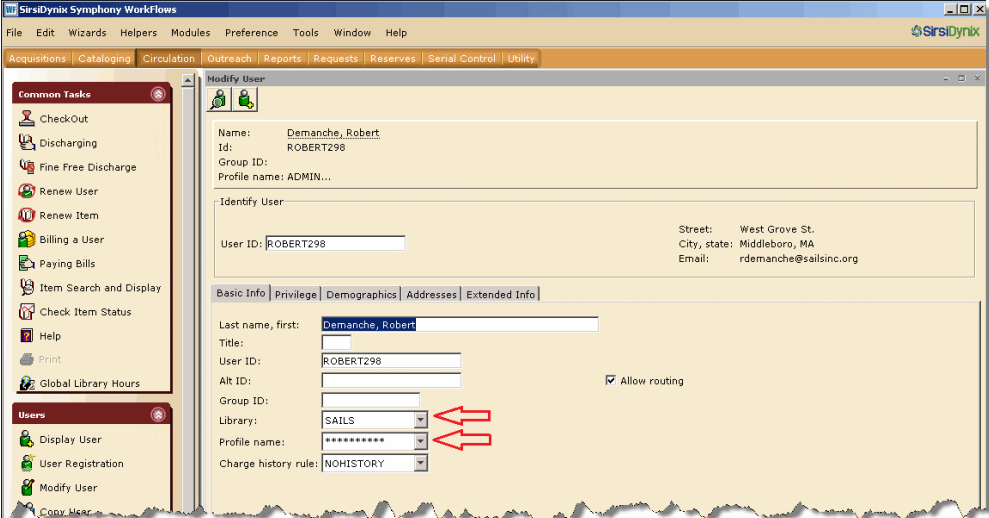 SirsiDynix Symphony WorkFlows
File Edit Wizards Helpers Modules Preference Tools Window Help
SirsiDynix
Acquisitions Cataloging Circulation Outreach Reports Requests Reserves Serial Control Utility
Common Tasks
CheckOut
Discharging
Fine Free Discharge
Renew User
Renew Item
Billing a User
Paying Bills
Item Search and Display
Check Item Status
Help
Print
Global Library Hours
Users
Display User
User Registration
Modify User
Copy User
Modify User
Name: Demanche, Robert
Id: ROBERT298
Group ID:
Profile name: ADMIN...
Identify User
User ID: ROBERT298
Street: West Grove St.
City, state: Middleboro, MA
Email: rdemanche@sailsinc.org
Basic Info Privilege Demographics Addresses Extended Info
Last name, first: Demanche, Robert
Title:
User ID: ROBERT298
Alt ID:
Allow routing
Group ID:
Library: SAILS
Profile name: **********
Charge history rule: NOHISTORY